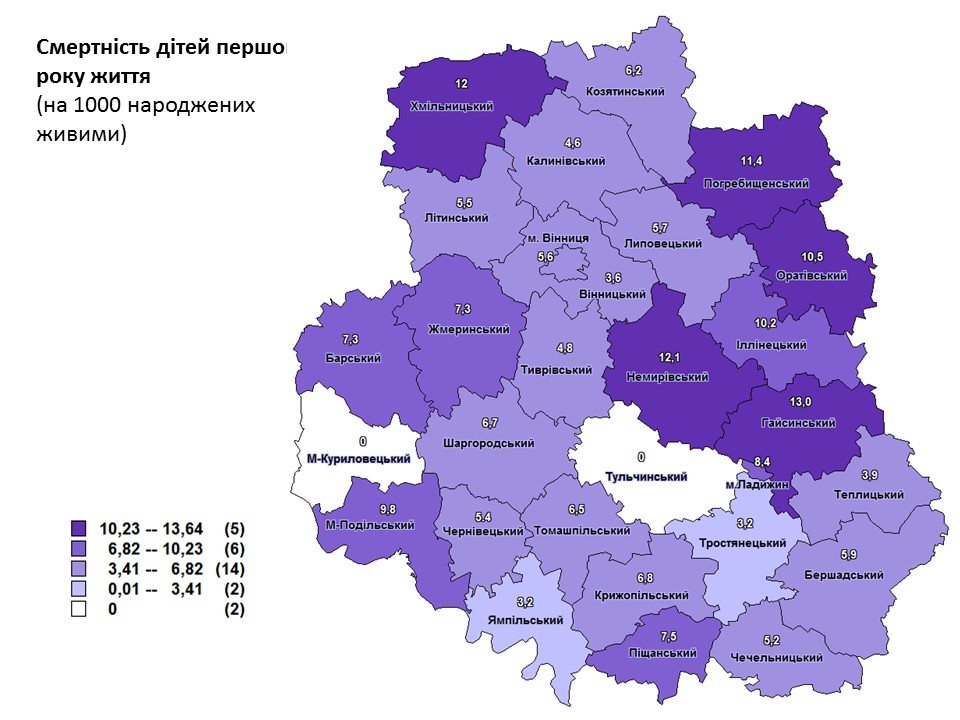 Смертність дітей першо
року життя
(на 1000 народжених
живими)
12
Хмільницький
6,2
Козятинський
4,6
Калинівський
11,4
Погребищенський
5,5
Літинський
5,7
Липовецький
м. Вінниця
5,6
3,6
Вінницький
10,5
Оратівський
7,3
Барський
7,3
Жмеринський
4,8
Тиврівський
12,1
Немирівський
10,2
Іллінецький
13,0
Гайсинський
0
М-Куриловецький
6,7
Шаргородський
0
Тульчинський
8,4
м.Ладижин
3,9
Теплицький
9,8
М-Подільський
5.4
Чернівецький
6,5
Томашпільський
3,2
Тростянецький
5,9
Бершадський
3,2
Ямпільський
6,8
Крижопільський
7,5
Піщанський
5,2
Чечельницький
10,23 -- 13,64 (5)
6,82 -- 10,23 (6)
3,41 -- 6,82 (14)
0,01 -- 3,41 (2)
0 (2)